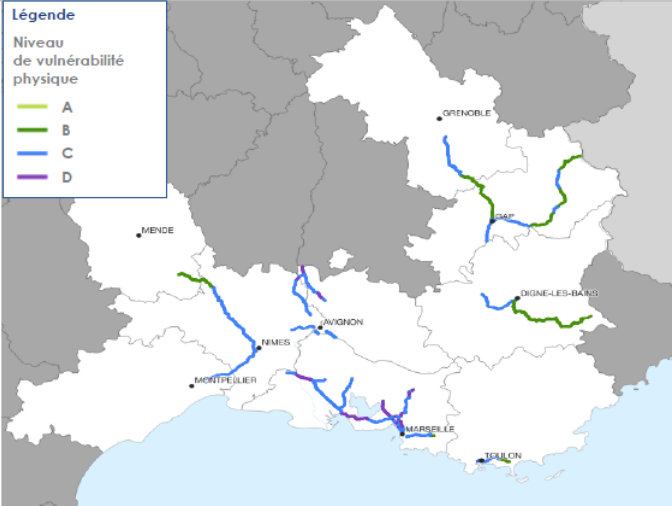 Légende
Niveau
de vulnérabilité
physique
A
B
C
D
GRENOBLE
GAP
MENDE
DIGNE-LES-BAINS
AVIGNON
NIMES
MONTPELLIER
MARSEILLE
TOULON